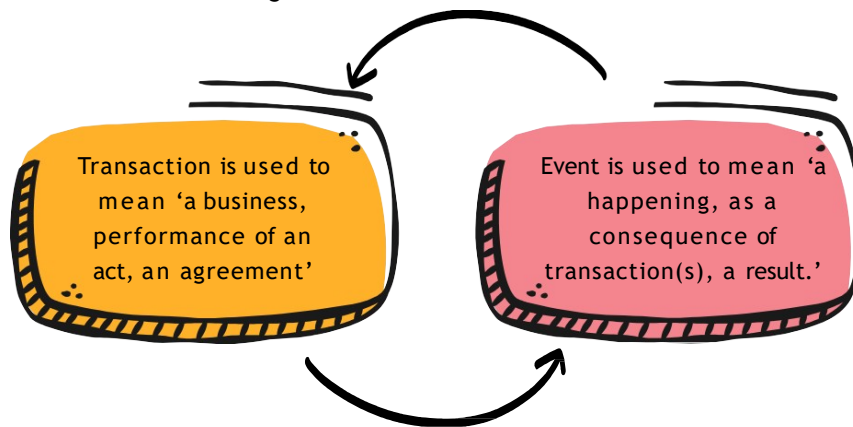 Transaction is used to
mean ‘a business,
performance of an
act, an agreement’
Event is used to mean ‘a
happening, as a
consequence of
transaction(s), a result.’